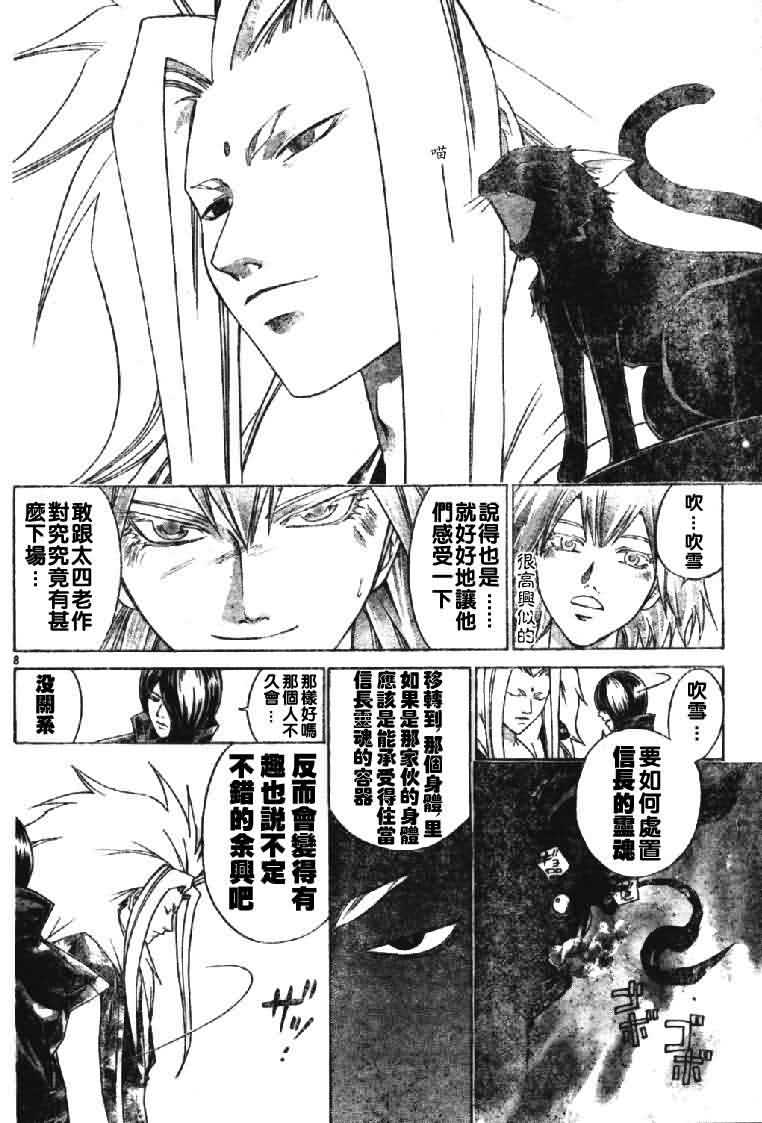 喵
吹…吹雪
很高興似的
說得也是……
就好好地讓他
們感受一下
敢跟太四老作
對究竟有甚
麼下場…
8
吹雪…
要如何處置
信長的靈魂
移轉到‚那個身體‚里
如果是那家伙的身體
應該是能承受得住當
信長靈魂的容器
那樣好嗎
那個人不
久會…
没關系
反而會變得有
趣也說不定
不錯的余興吧
ガボ
ゴボ
ザッ!